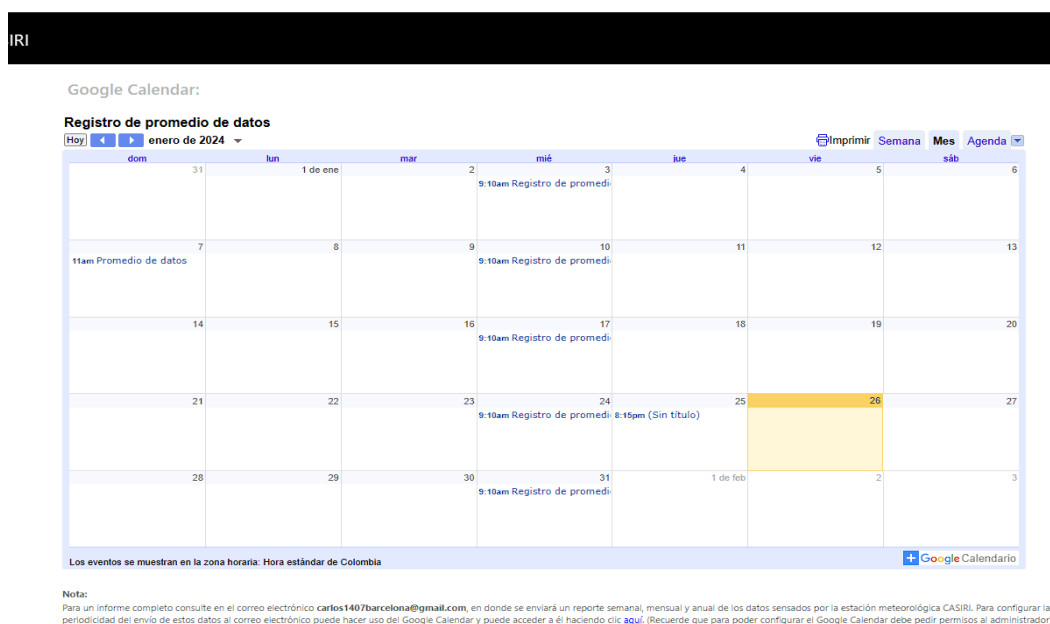 SIRI
Google Calendar:
Registro de promedio de datos
Hoy enero de 2024 Imprimir Semana Mes Agenda
dom lun mar mié jue vie sáb
31 1 de ene 2 3 4 5 6
9:10am Registro de promedi
7 8 9 10 11 12 13
11am Promedio de datos 9:10am Registro de promedi
14 15 16 17 18 19 20
9:10am Registro de promedi
21 22 23 24 25 26 27
9:10am Registro de promedi 8:15pm (Sin título)
28 29 30 31 1 de feb 2 3
9:10am Registro de promedi
Los eventos se muestran en la zona horaria: Hora estándar de Colombia Google Calendario
Nota:
Para un informe completo consulte en el correo electrónico carlos1407barcelona@gmail.com, en donde se enviará un reporte semanal, mensual y anual de los datos sensados por la estación meteorológica CASIRI. Para configurar la
periodicidad del envío de estos datos al correo electrónico puede hacer uso del Google Calendar y puede acceder a él haciendo clic aquí. (Recuerde que para poder configurar el Google Calendar debe pedir permisos al administrador